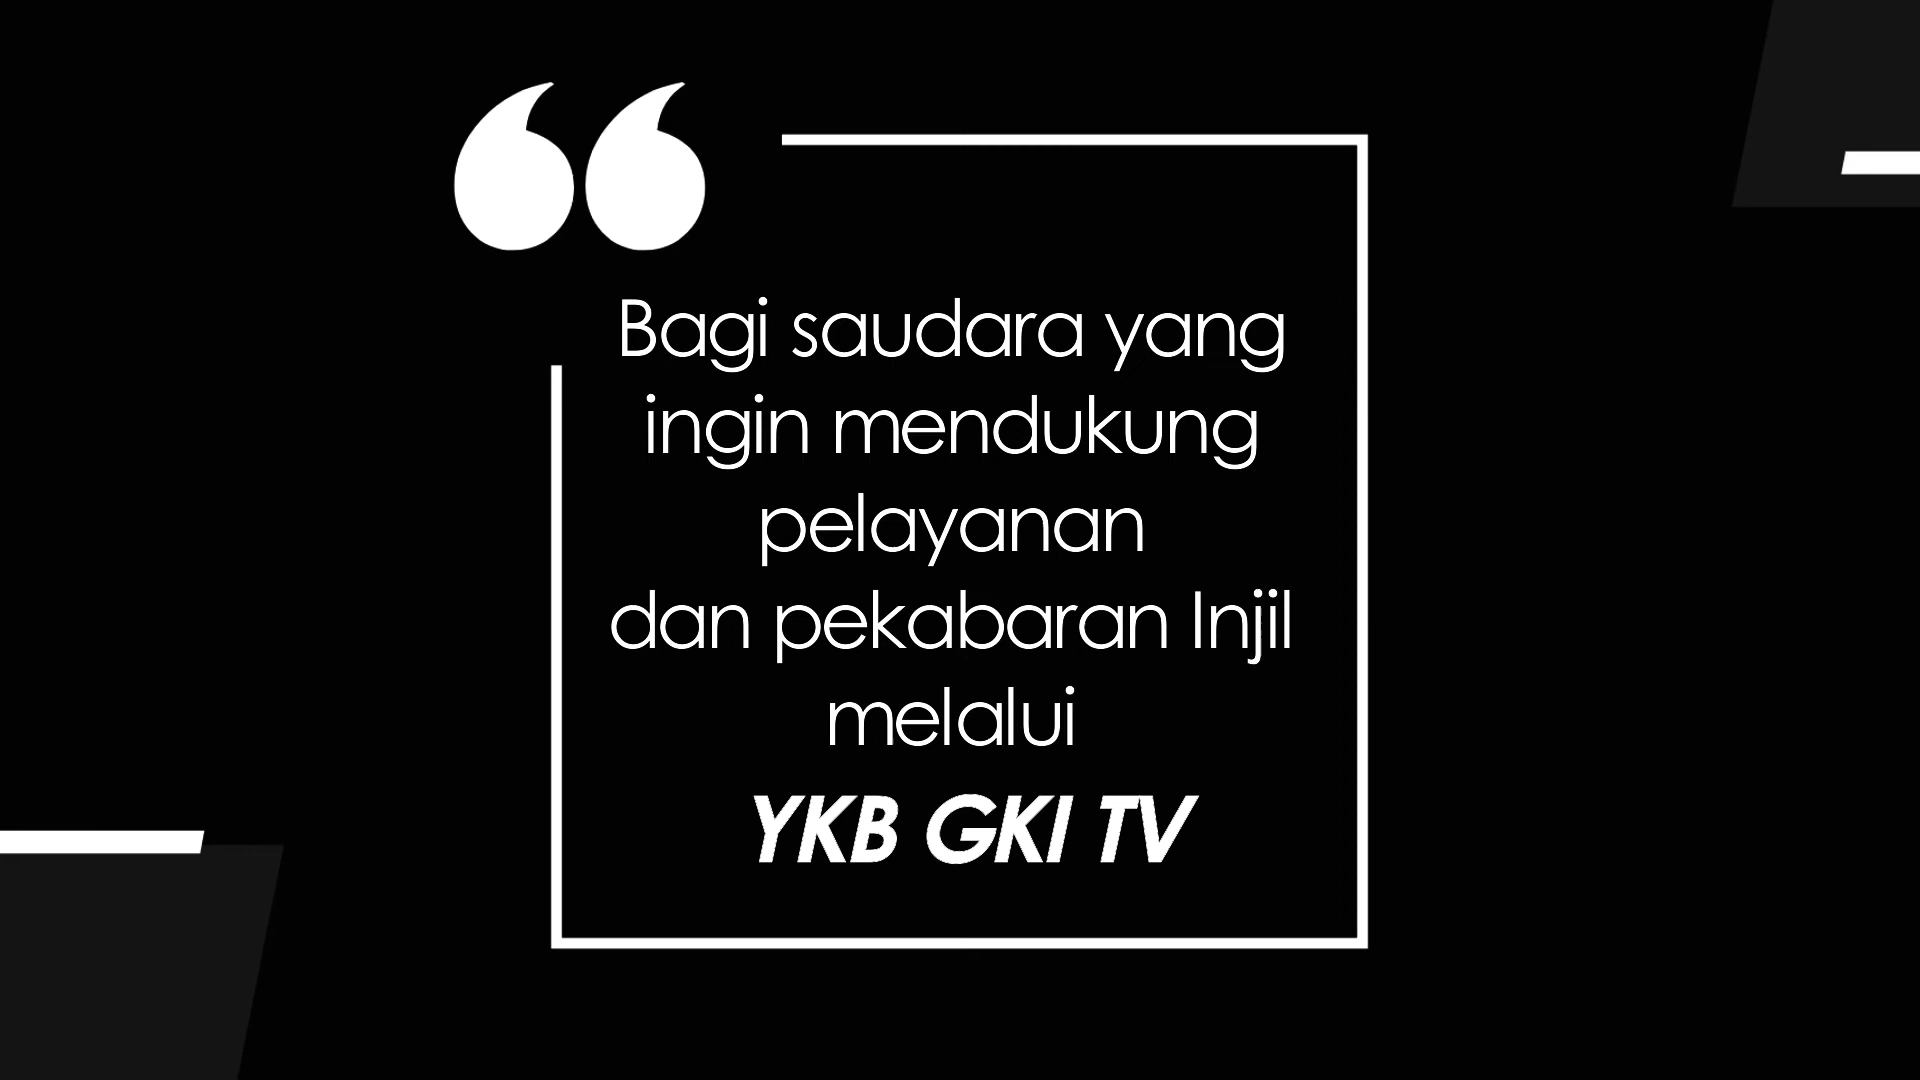 Bagi saudara yang
ingin mendukung
pelayanan
dan pekabaran Injil
melalui
YKB GKI TV